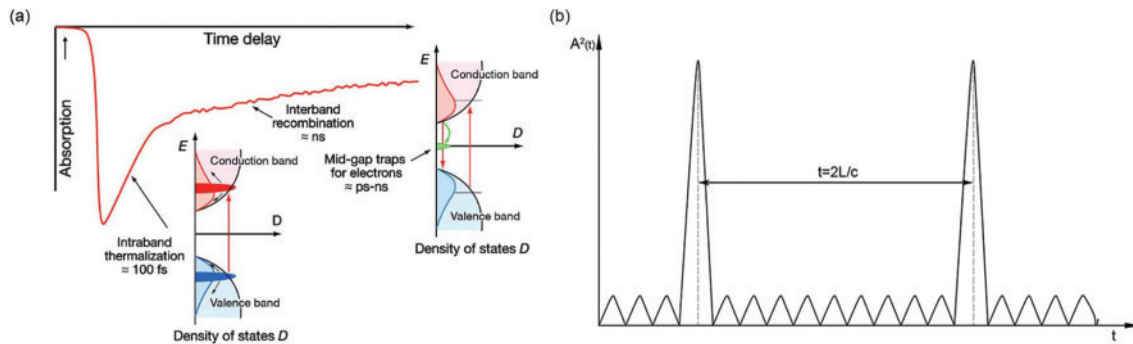 (a)
Time delay
Absorption
Intraband
thermalization
≈ 100 fs
Interband
recombination
≈ ns
E
Conduction band
D
Valence band
Density of states D
Mid-gap traps
for electrons
≈ ps-ns
E
Conduction band
D
Valence band
Density of states D
(b)
A²(t)
t=2L/c
t